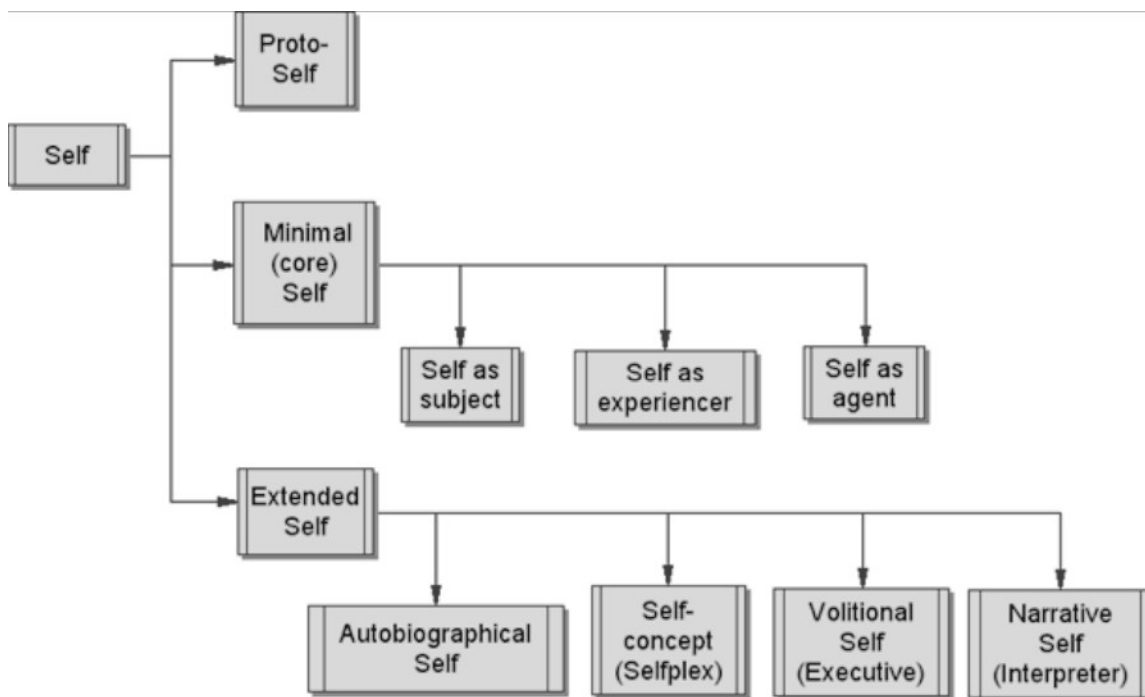 Proto-
Self
Self
Minimal
(core)
Self
Self as
subject
Self as
experiencer
Self as
agent
Extended
Self
Autobiographical
Self
Self-
concept
(Selfplex)
Volitional
Self
(Executive)
Narrative
Self
(Interpreter)